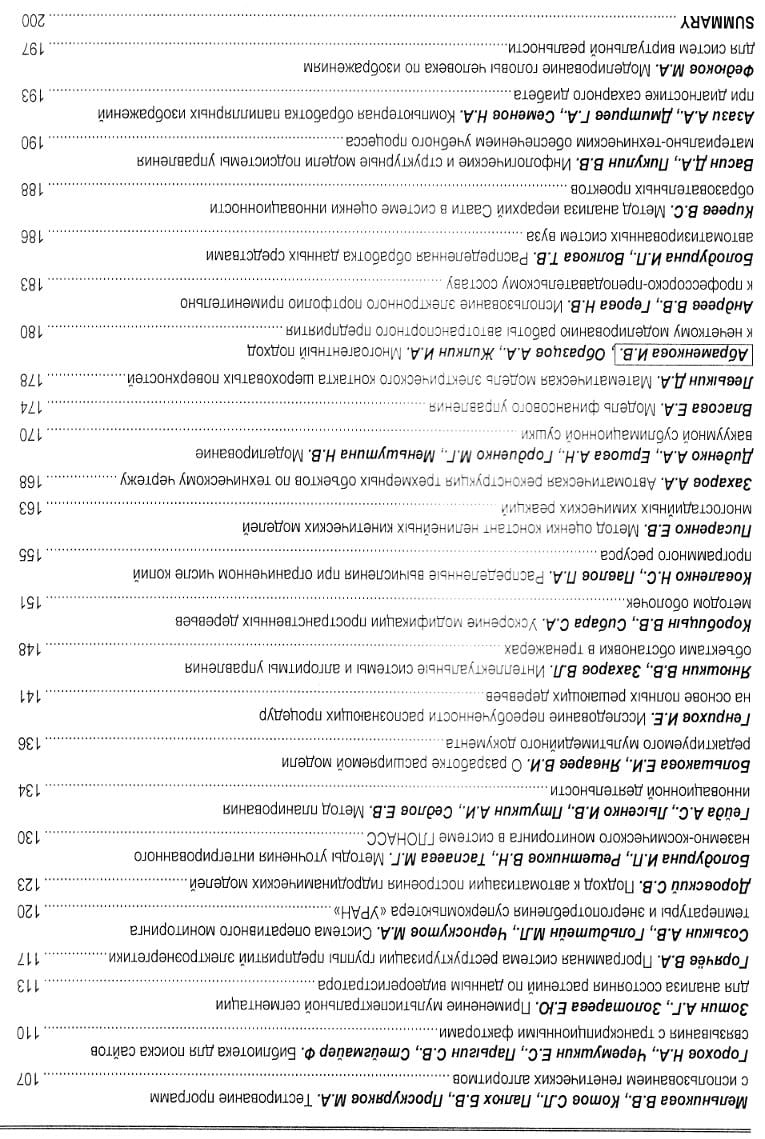 Мельникова В.В., Котов С.Л., Палюх Б.В., Проскуряков М.А. Тестирование программ
с использованием генетических алгоритмов ........ 107
Горохов Н.А., Черемушкин Е.С., Парыгин С.В., Стегмайер Ф. Библиотека для поиска сайтов
связывания с транскрипционными факторами ........ 110
Зотин А.Г., Золотарева Е.Ю. Применение мультиспектральной сегментации
для анализа состояния растений по данным видеорегистратора ........ 113
Горячёв В.А. Программная система реструктуризации группы предприятий электроэнергетики ........ 117
Созыкин А.В., Гольдштейн М.Л., Черноскутов М.А. Система оперативного мониторинга
температуры и энергопотребления суперкомпьютера «УРАН» ........ 120
Доровский С.В. Подход к автоматизации построения гидродинамических моделей ........ 123
Болодурина И.П., Решетников В.Н., Таспаева М.Г. Методы уточнения интегрированного
наземно-космического мониторинга в системе ГЛОНАСС ........ 130
Гейда А.С., Лысенко И.В., Птушкин А.И., Седлов Е.В. Метод планирования
инновационной деятельности ........ 134
Большакова Е.И., Янгарев В.И. О разработке расширяемой модели
редактируемого мультимедийного документа ........ 136
Генрихов И.Е. Исследование переобученности распознающих процедур
на основе полных решающих деревьев ........ 141
Янюшкин В.В., Захаров В.Л. Интеллектуальные системы и алгоритмы управления
объектами обстановки в тренажерах ........ 148
Коробицын В.В., Сибара С.А. Ускорение модификации пространственных деревьев
методом оболочек ........ 151
Коваленко Н.С., Павлов П.А. Распределенные вычисления при ограниченном числе копий
программного ресурса ........ 155
Писаренко Е.В. Метод оценки констант нелинейных кинетических моделей
многостадийных химических реакций ........ 163
Захаров А.А. Автоматическая реконструкция трехмерных объектов по техническому чертежу ........ 168
Диденко А.А., Ершова А.Н., Гордиенко М.Г., Меньшутина Н.В. Моделирование
вакуумной сублимационной сушки ........ 170
Власова Е.А. Модель финансового управления ........ 174
Левыкин Д.А. Математическая модель электрического контакта шероховатых поверхностей ........ 178
Абраменкова И.В., Образцов А.А., Жилкин И.А. Многоагентный подход
к нечеткому моделированию работы автотранспортного предприятия ........ 180
Андреев В.В., Герова Н.В. Использование электронного портфолио применительно
к профессорско-преподавательскому составу ........ 183
Болодурина И.П., Волкова Т.В. Распределенная обработка данных средствами
автоматизированных систем вуза ........ 186
Киреев В.С. Метод анализа иерархий Саати в системе оценки инновационности
образовательных проектов ........ 188
Васин Д.А., Пикулин В.В. Инфологические и структурные модели подсистемы управления
материально-техническим обеспечением учебного процесса ........ 190
Азази А.А., Дмитриев Г.А., Семенов Н.А. Компьютерная обработка папиллярных изображений
при диагностике сахарного диабета ........ 193
Федюков М.А. Моделирование головы человека по изображениям
для систем виртуальной реальности ........ 197
SUMMARY ........ 200